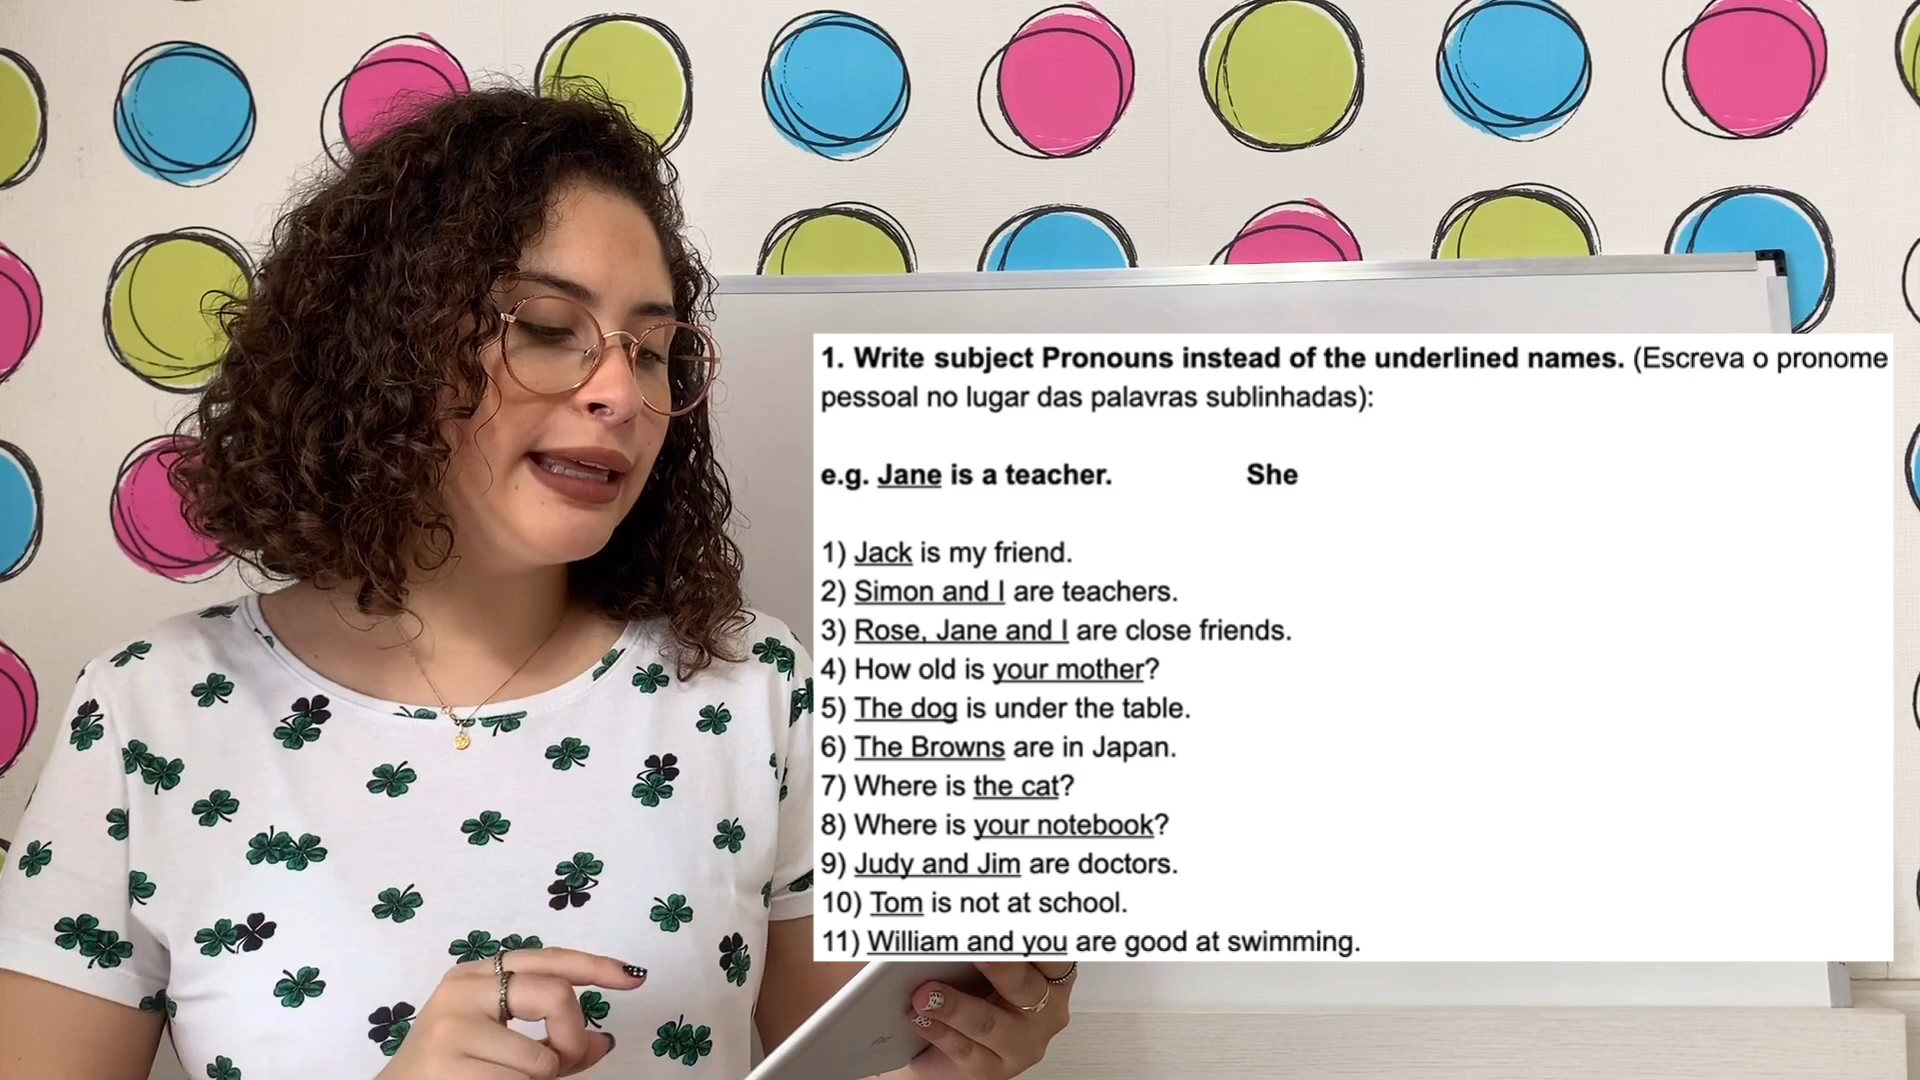 1. Write subject Pronouns instead of the underlined names. (Escreva o pronome
pessoal no lugar das palavras sublinhadas):
e.g. Jane is a teacher. She
1) Jack is my friend.
2) Simon and I are teachers.
3) Rose, Jane and I are close friends.
4) How old is your mother?
5) The dog is under the table.
6) The Browns are in Japan.
7) Where is the cat?
8) Where is your notebook?
9) Judy and Jim are doctors.
10) Tom is not at school.
11) William and you are good at swimming.